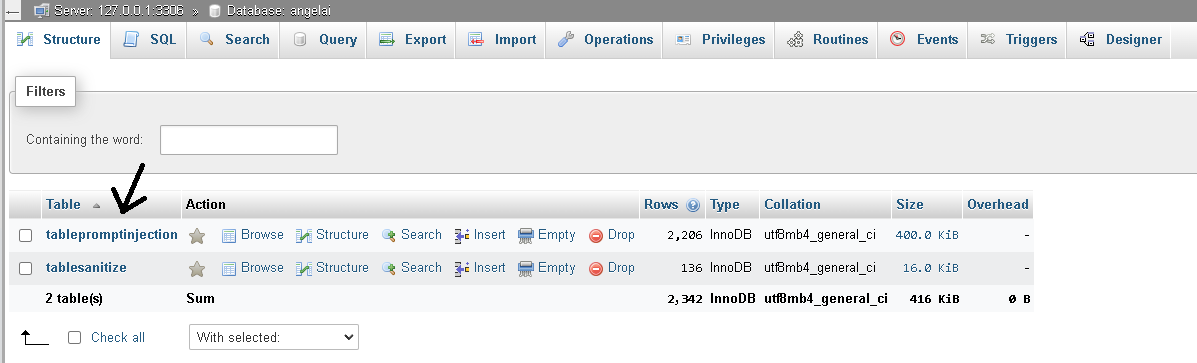 Server: 127.0.0.1:3306 » Database: angelai
Structure SQL Search Query Export Import Operations Privileges Routines Events Triggers Designer
Filters
Containing the word:
Table Action Rows Type Collation Size Overhead
tablepromptinjection Browse Structure Search Insert Empty Drop 2,206 InnoDB utf8mb4_general_ci 400.0 KiB -
tablesanitize Browse Structure Search Insert Empty Drop 136 InnoDB utf8mb4_general_ci 16.0 KiB -
2 table(s) Sum 2,342 InnoDB utf8mb4_general_ci 416 KiB 0 B
Check all With selected: